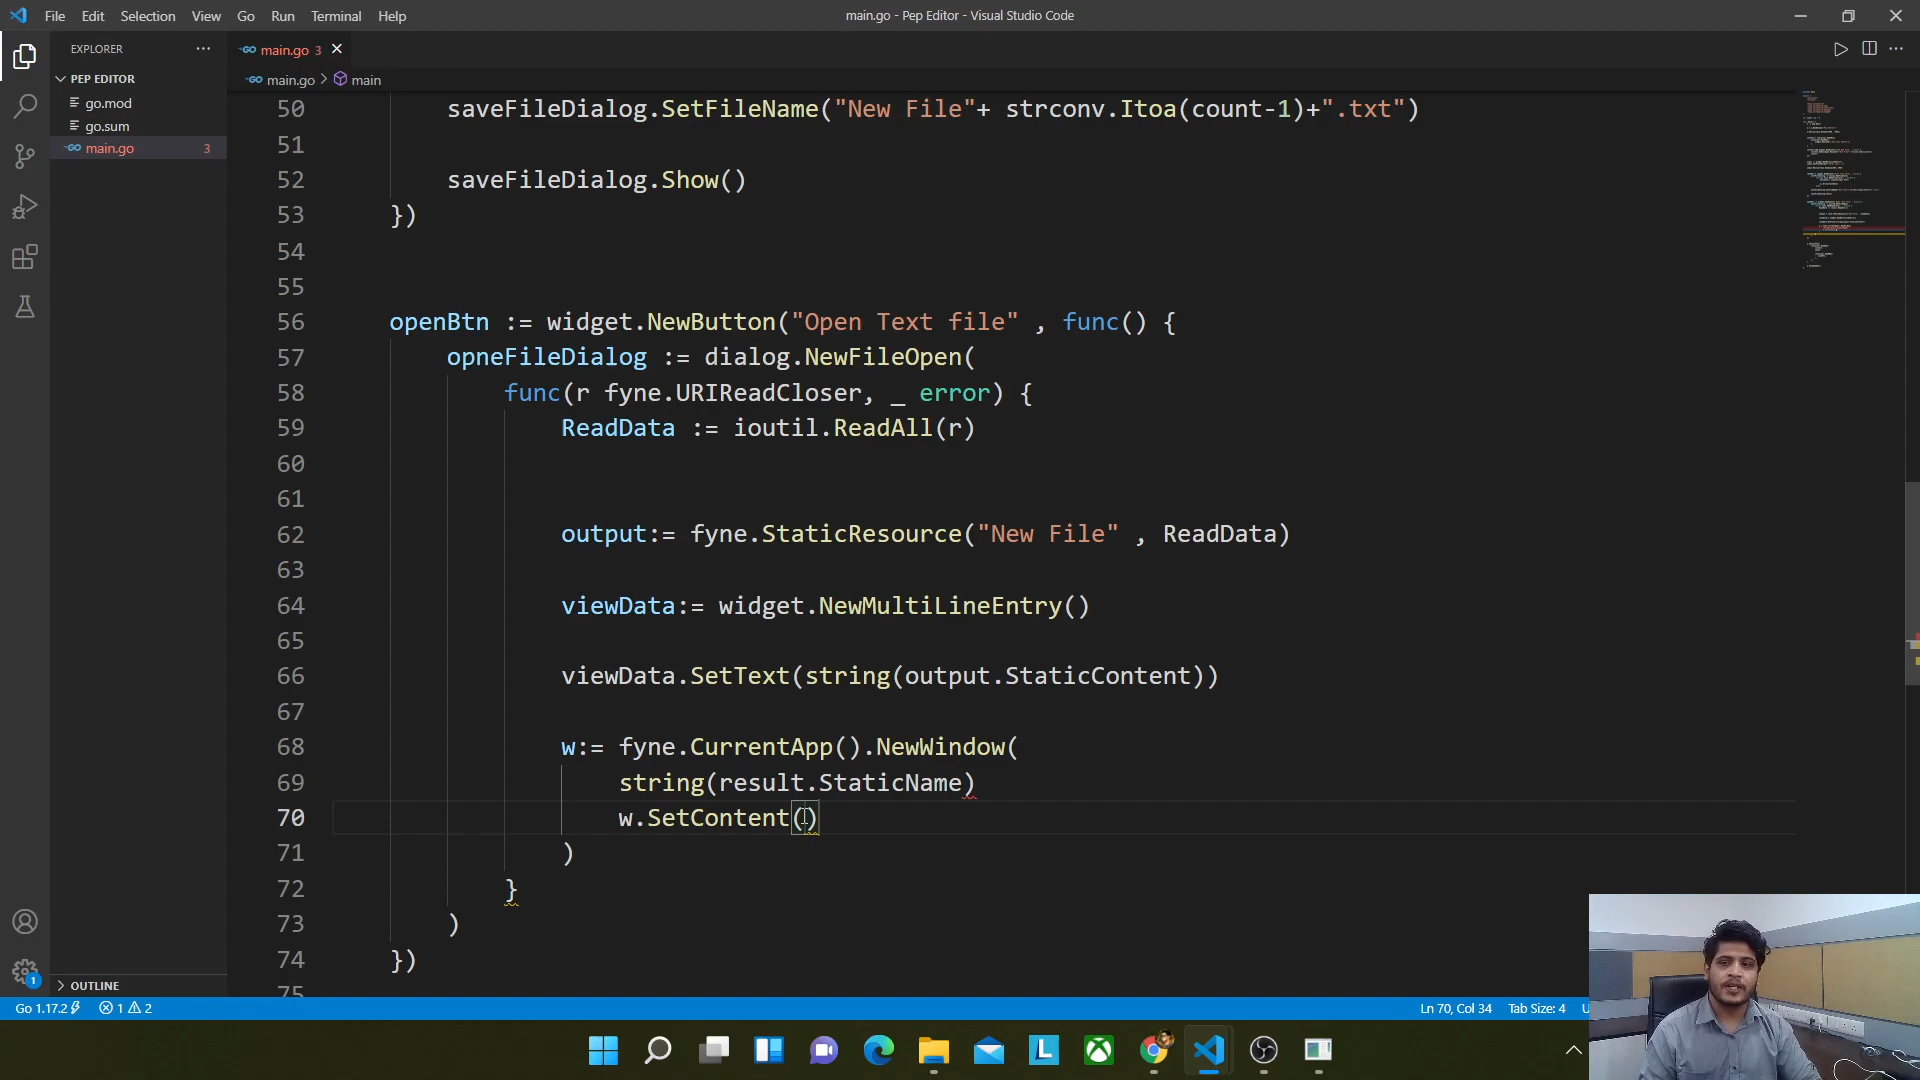 File Edit Selection View Go Run Terminal Help
main.go - Pep Editor - Visual Studio Code
EXPLORER
PEP EDITOR
go.mod
go.sum
main.go 3
OUTLINE
main.go 3
main.go > main
50 saveFileDialog.SetFileName("New File"+ strconv.Itoa(count-1)+".txt")
51
52 saveFileDialog.Show()
53 })
54
55
56 openBtn := widget.NewButton("Open Text file" , func() {
57 opneFileDialog := dialog.NewFileOpen(
58 func(r fyne.URIReadCloser, _ error) {
59 ReadData := ioutil.ReadAll(r)
60
61
62 output:= fyne.StaticResource("New File" , ReadData)
63
64 viewData:= widget.NewMultiLineEntry()
65
66 viewData.SetText(string(output.StaticContent))
67
68 w:= fyne.CurrentApp().NewWindow(
69 string(result.StaticName)
70 w.SetContent()
71 )
72 }
73 )
74 })
75
1
Go 1.17.2 1 2
Ln 70, Col 34 Tab Size: 4 U